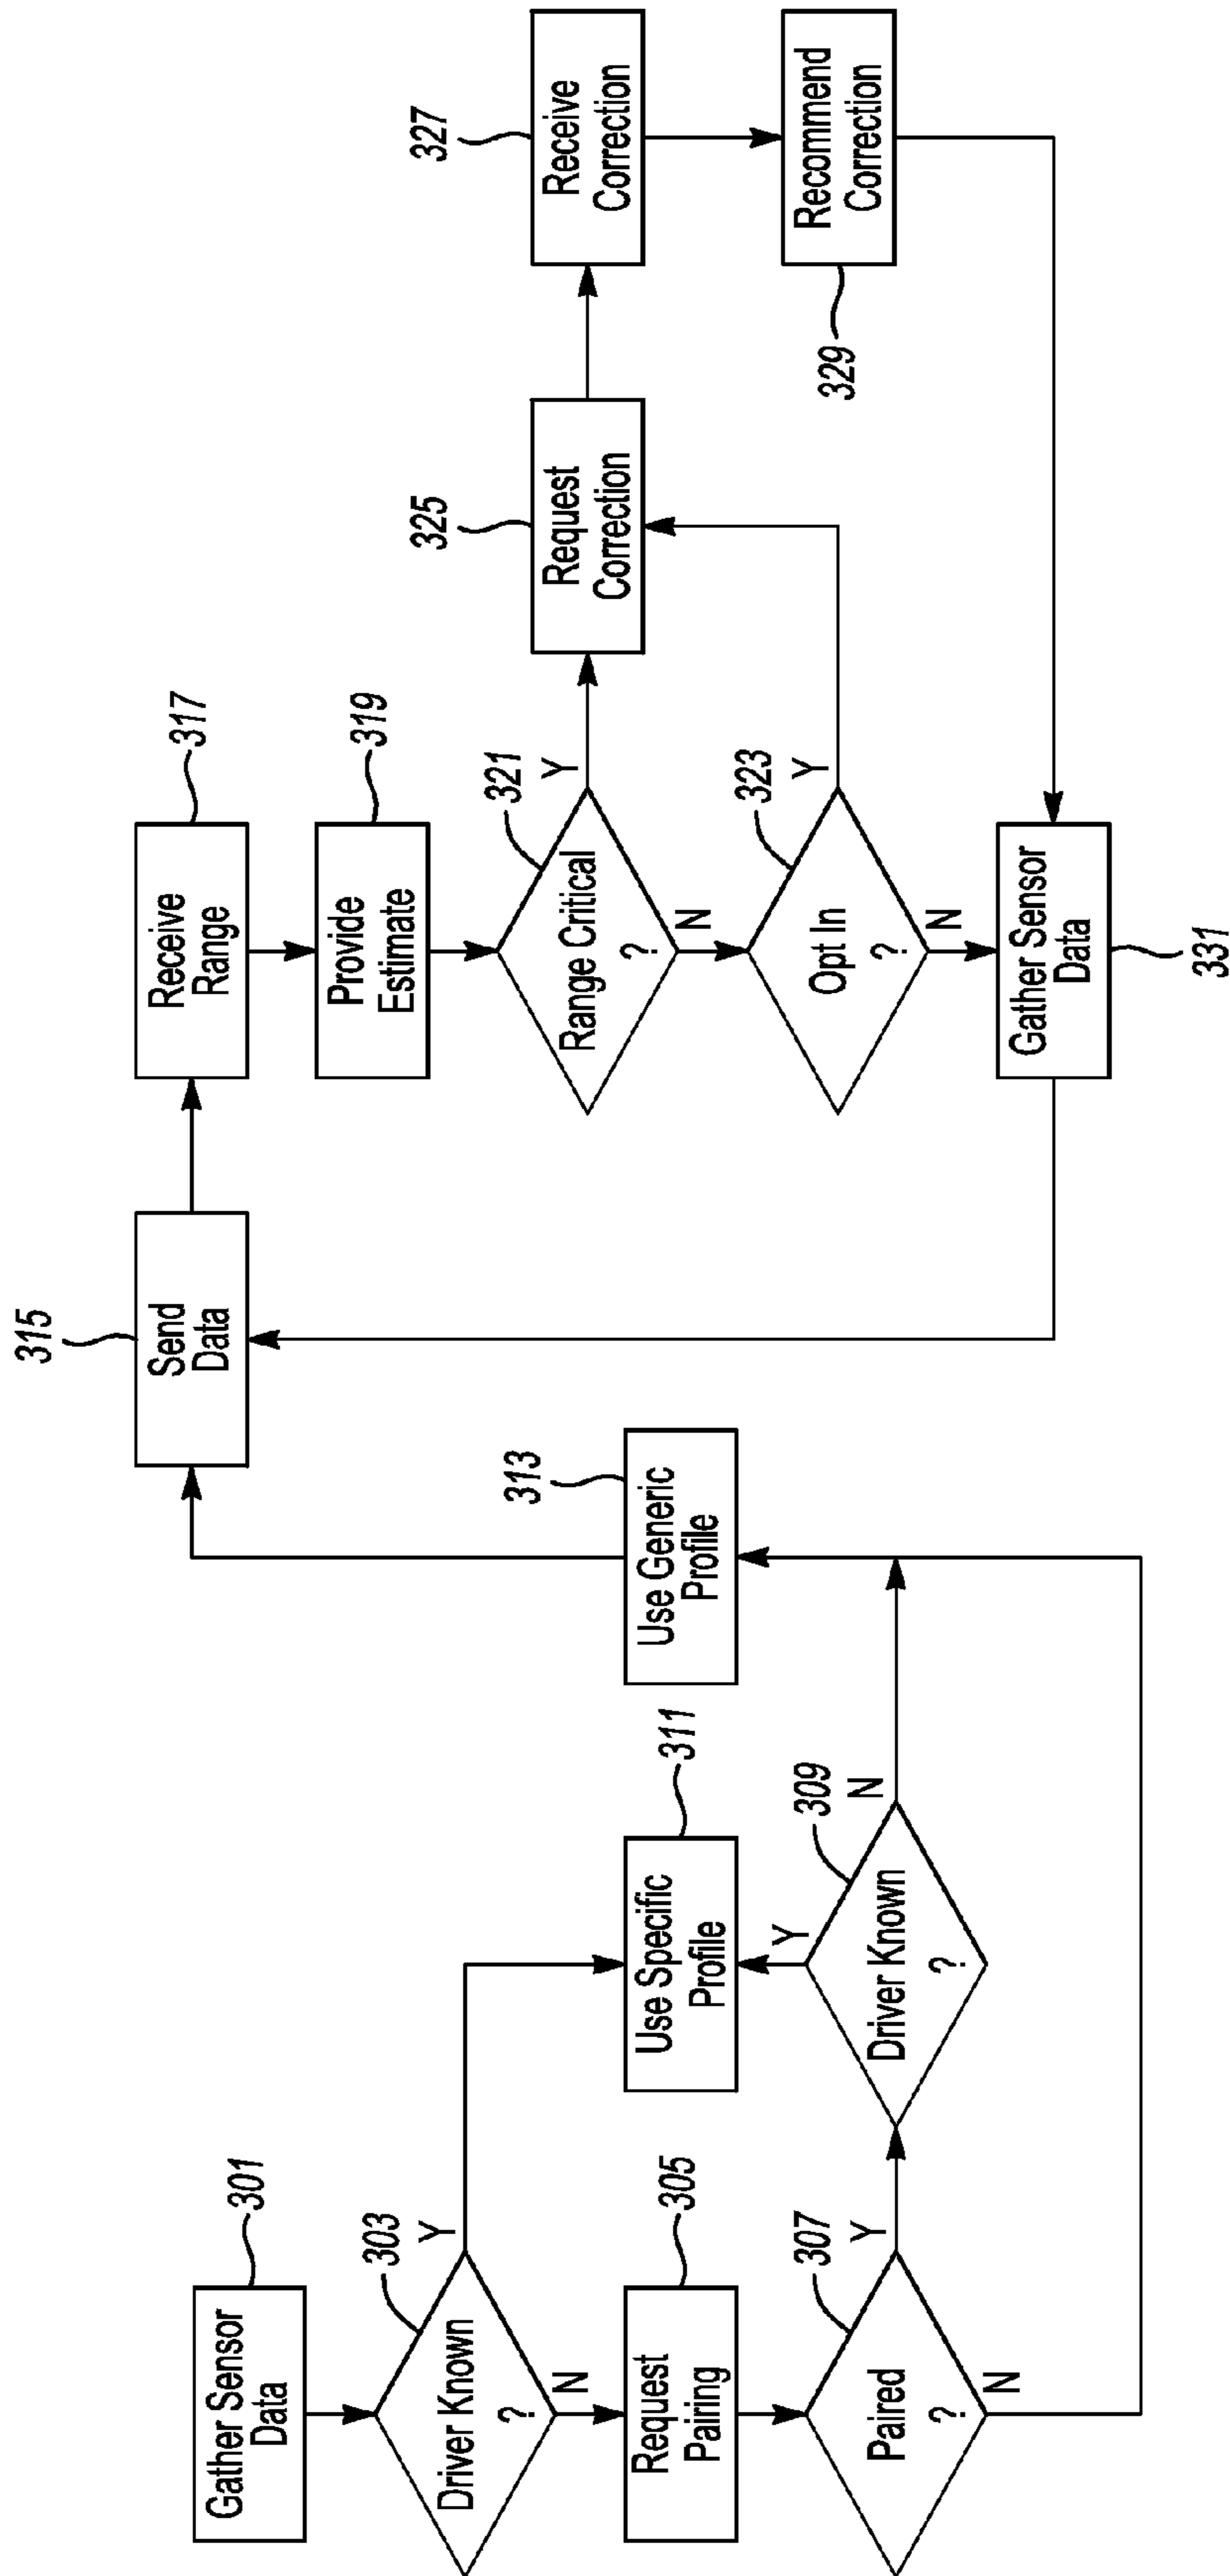 301
Gather Sensor
Data
303
Driver Known
?
Y
N
305
Request
Pairing
307
Paired
?
Y
N
309
Driver Known
?
Y
N
311
Use Specific
Profile
313
Use Generic
Profile
315
Send
Data
317
Receive
Range
319
Provide
Estimate
321
Range Critical
?
Y
N
323
Opt In
?
Y
N
325
Request
Correction
327
Receive
Correction
329
Recommend
Correction
Gather Sensor
Data
331